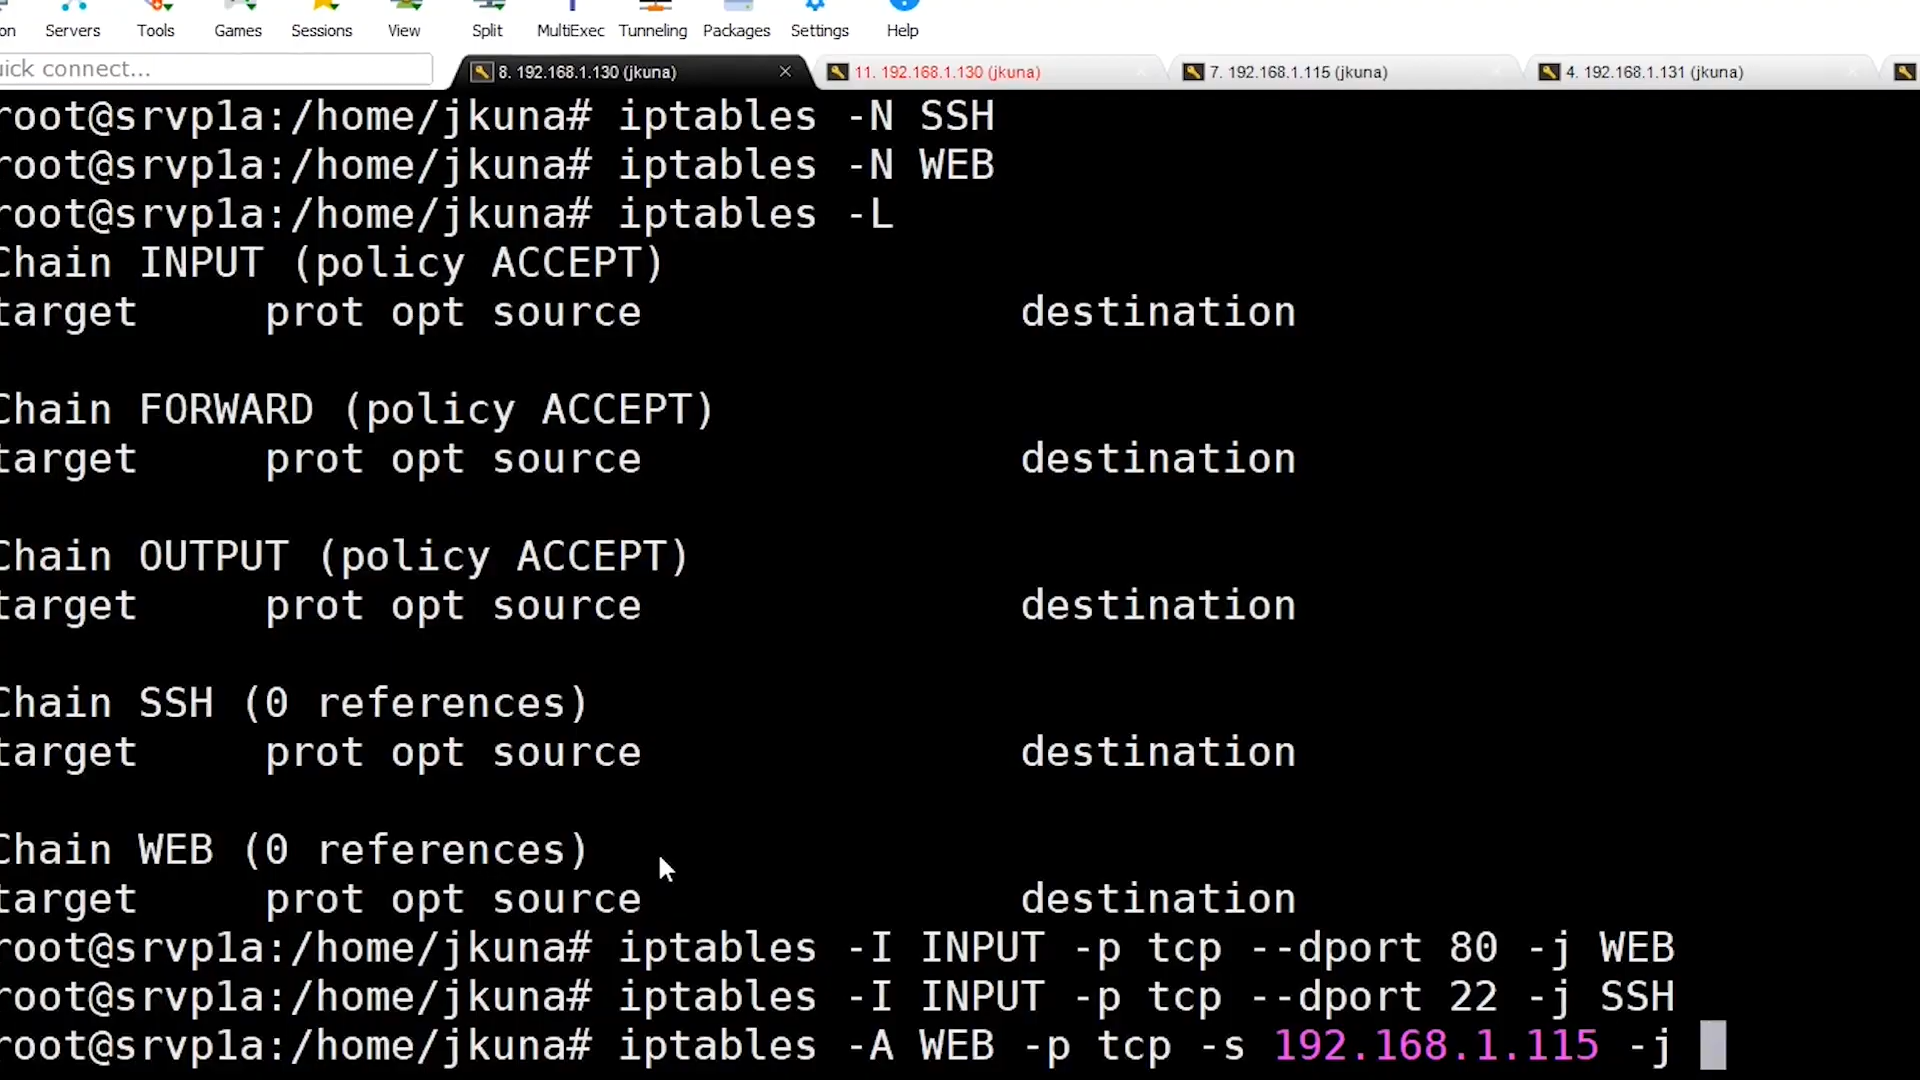 on Servers Tools Games Sessions View Split MultiExec Tunneling Packages Settings Help
uick connect...
8. 192.168.1.130 (jkuna)
11. 192.168.1.130 (jkuna)
7. 192.168.1.115 (jkuna)
4. 192.168.1.131 (jkuna)
root@srvp1a:/home/jkuna# iptables -N SSH
root@srvp1a:/home/jkuna# iptables -N WEB
root@srvp1a:/home/jkuna# iptables -L
Chain INPUT (policy ACCEPT)
target prot opt source destination
Chain FORWARD (policy ACCEPT)
target prot opt source destination
Chain OUTPUT (policy ACCEPT)
target prot opt source destination
Chain SSH (0 references)
target prot opt source destination
Chain WEB (0 references)
target prot opt source destination
root@srvp1a:/home/jkuna# iptables -I INPUT -p tcp --dport 80 -j WEB
root@srvp1a:/home/jkuna# iptables -I INPUT -p tcp --dport 22 -j SSH
root@srvp1a:/home/jkuna# iptables -A WEB -p tcp -s 192.168.1.115 -j